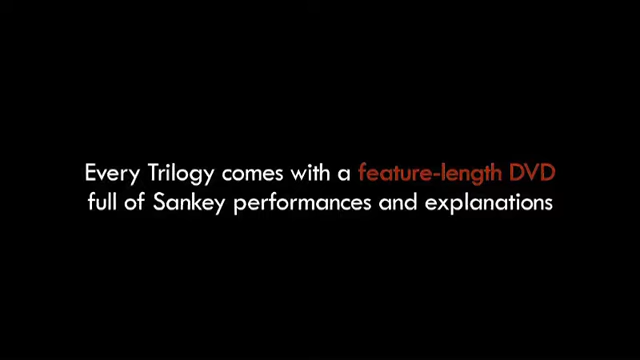 Every Trilogy comes with a feature-length DVD
full of Sankey performances and explanations